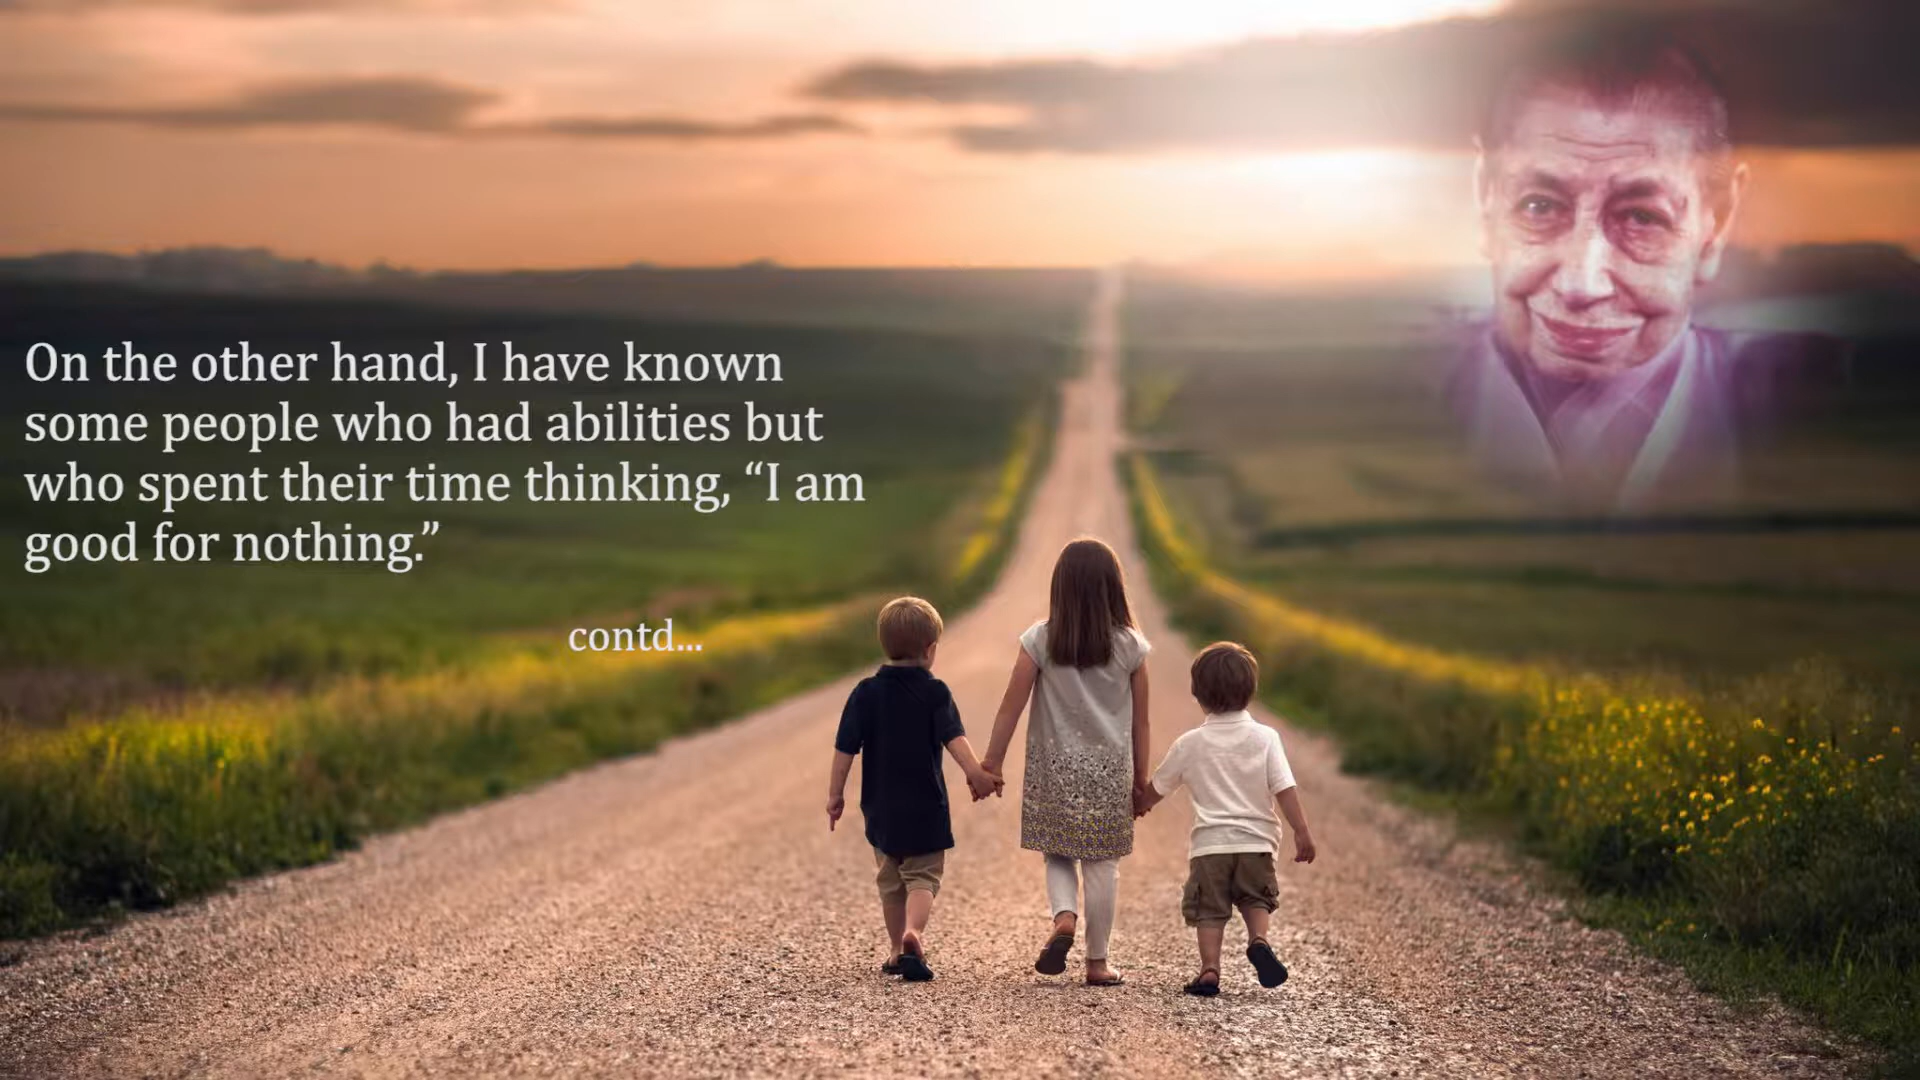 On the other hand, I have known
some people who had abilities but
who spent their time thinking, “I am
good for nothing.”
contd...